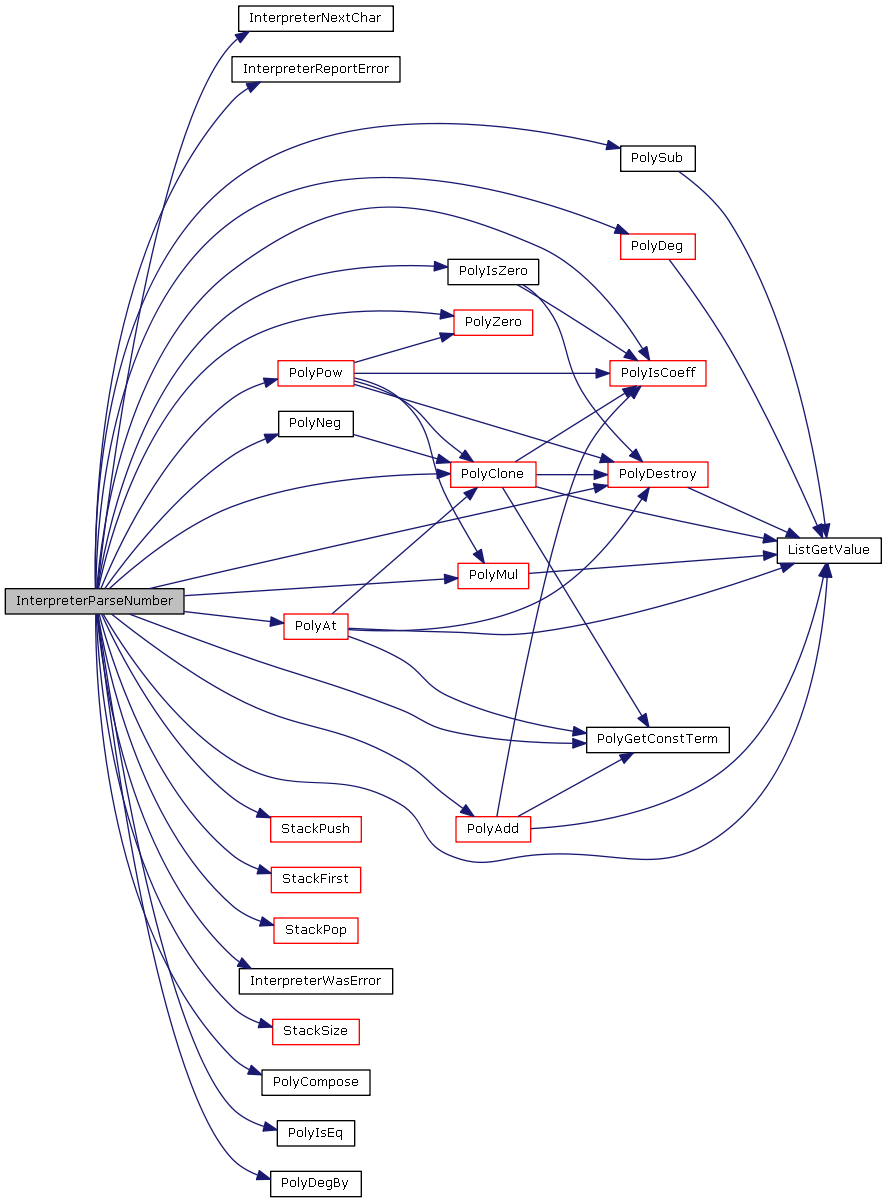 InterpreterNextChar
InterpreterReportError
PolySub
PolyDeg
PolyIsZero
PolyZero
PolyPow
PolyIsCoeff
PolyNeg
PolyClone
PolyDestroy
ListGetValue
PolyMul
InterpreterParseNumber
PolyAt
PolyGetConstTerm
StackPush
PolyAdd
StackFirst
StackPop
InterpreterWasError
StackSize
PolyCompose
PolyIsEq
PolyDegBy